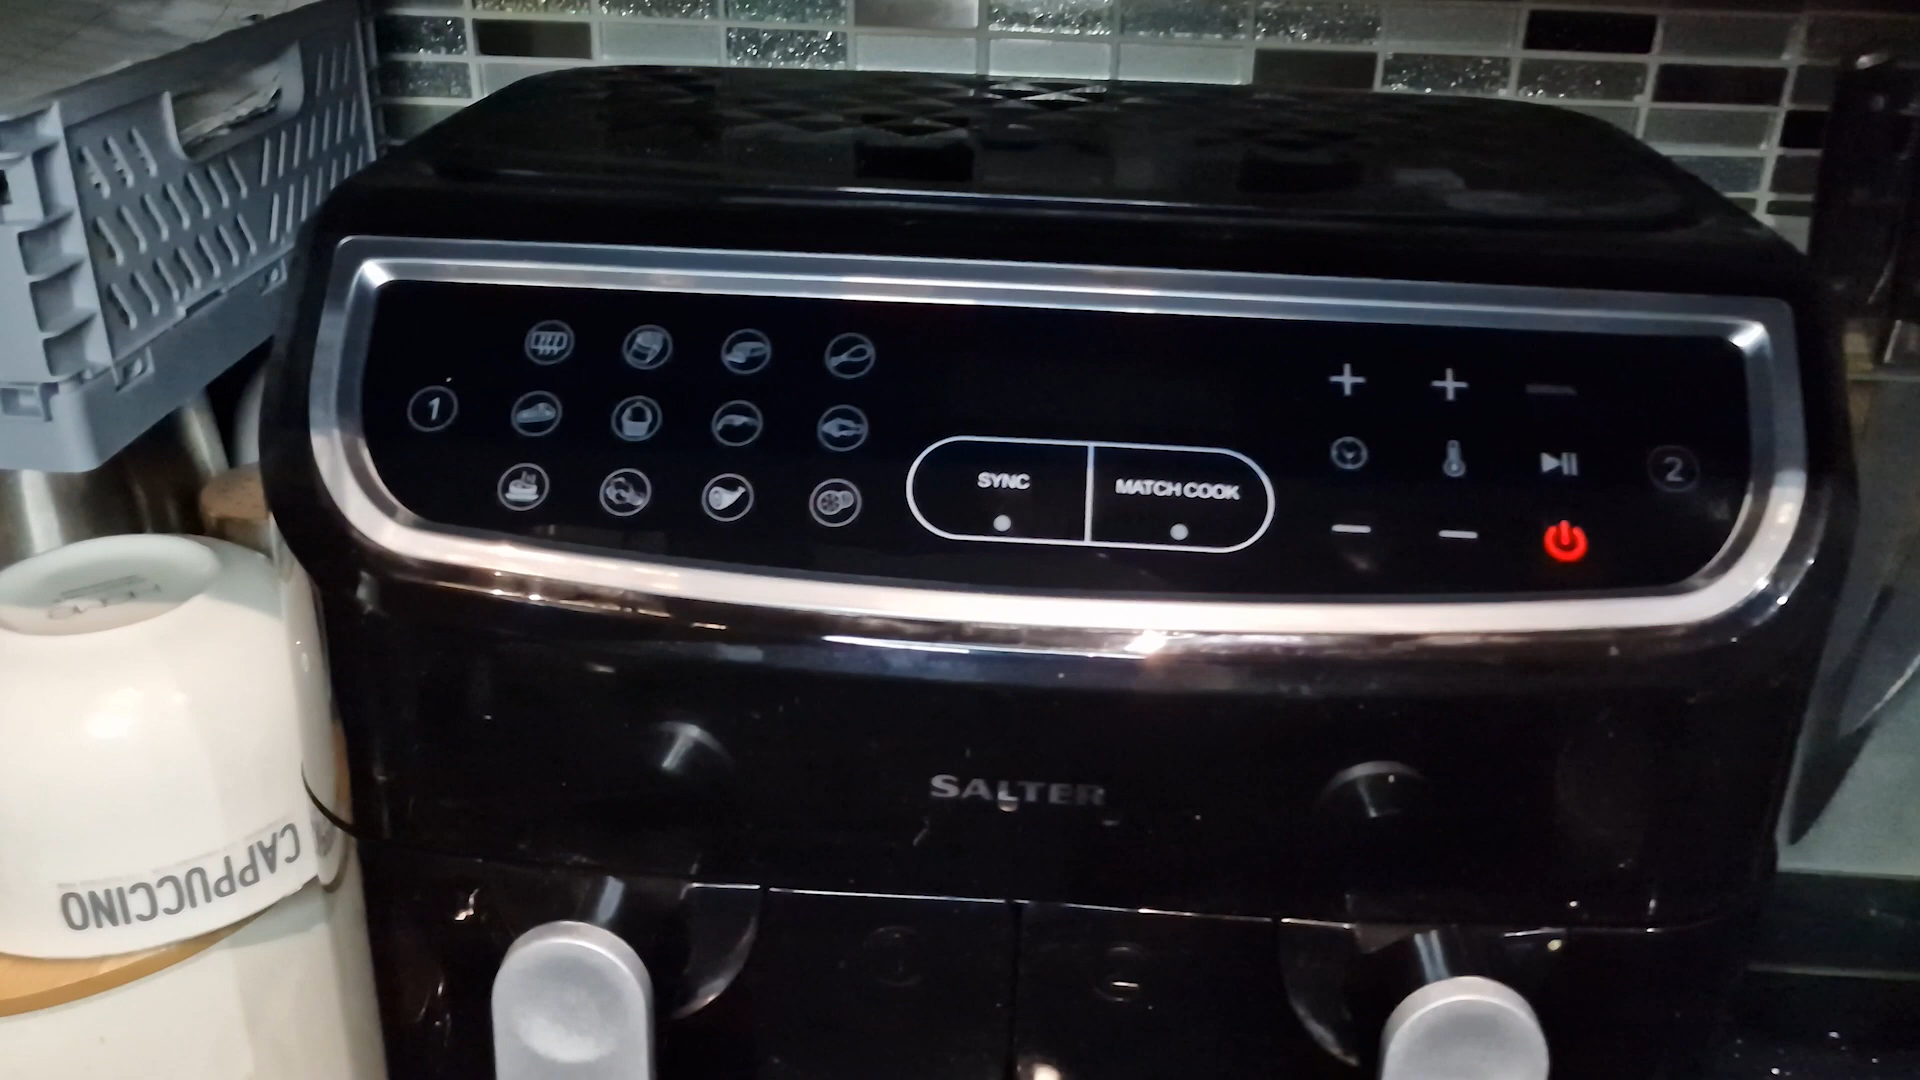 1
SYNC
MATCH COOK
2
SALTER
CAPPUCCINO